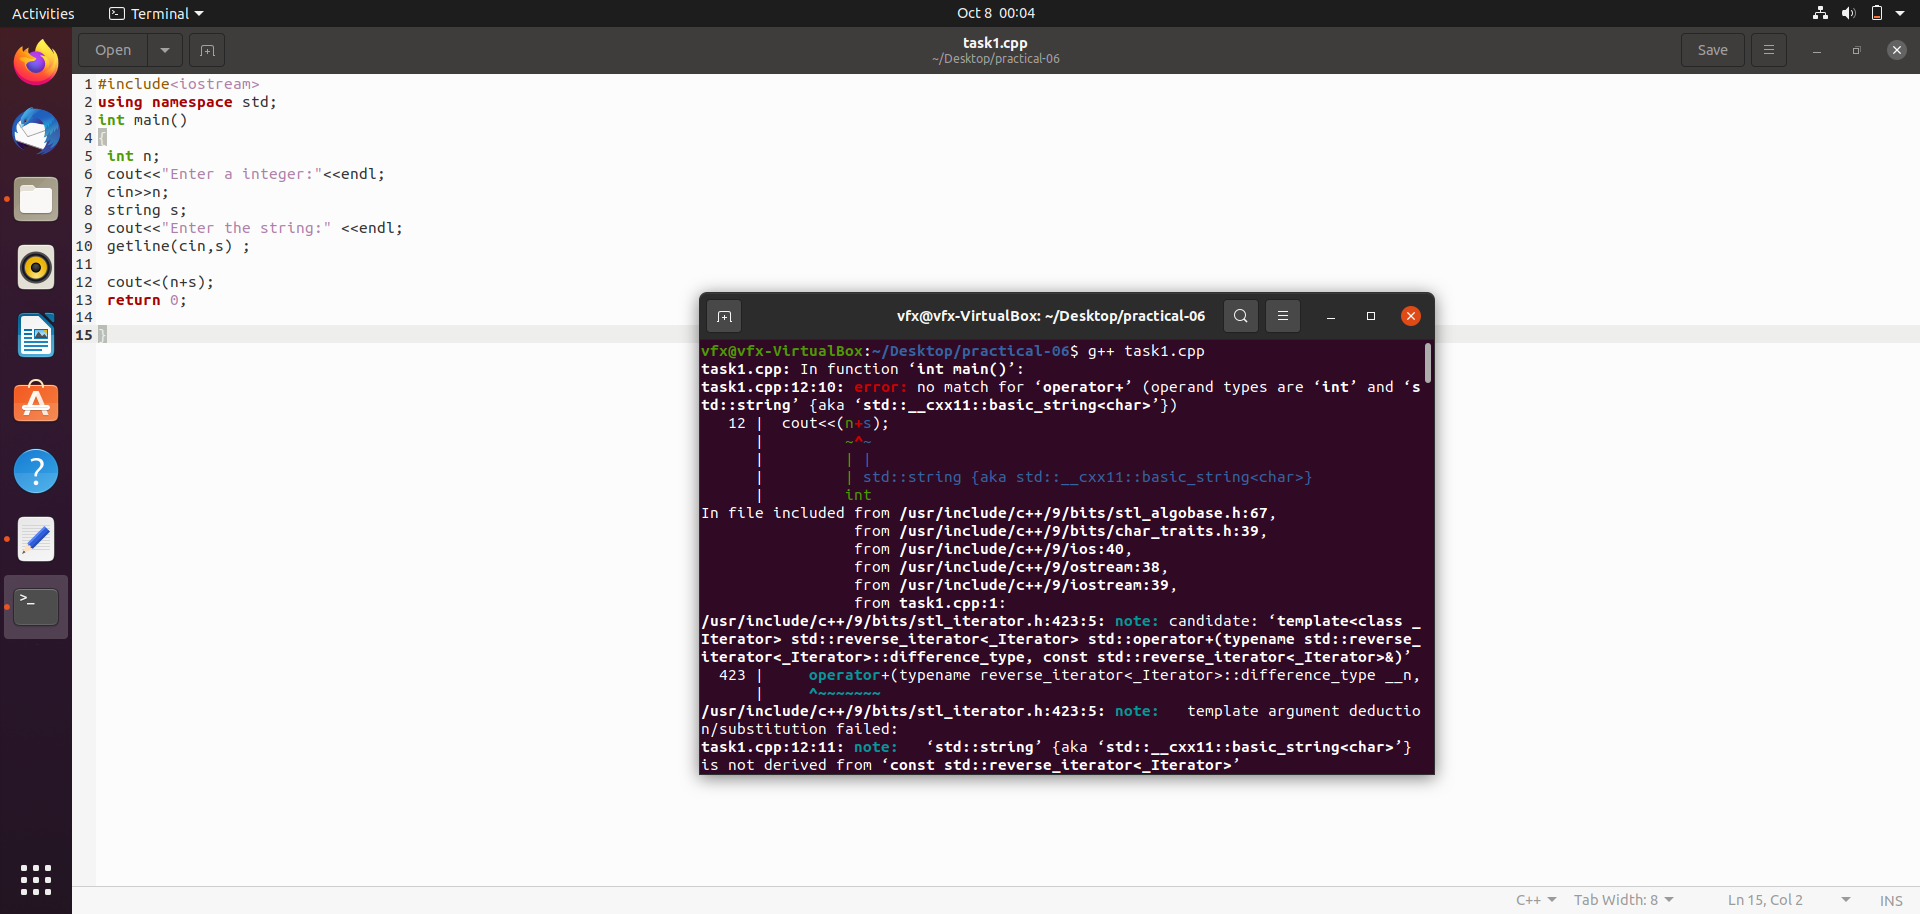 Activities
Terminal
Oct 8 00:04
Open
task1.cpp
~/Desktop/practical-06
Save
1 #include<iostream>
2 using namespace std;
3 int main()
4 {
5  int n;
6  cout<<"Enter a integer:"<<endl;
7  cin>>n;
8  string s;
9  cout<<"Enter the string:" <<endl;
10  getline(cin,s) ;
11
12  cout<<(n+s);
13  return 0;
14
15 }
vfx@vfx-VirtualBox: ~/Desktop/practical-06
vfx@vfx-VirtualBox:~/Desktop/practical-06$ g++ task1.cpp
task1.cpp: In function ‘int main()’:
task1.cpp:12:10: error: no match for ‘operator+’ (operand types are ‘int’ and ‘s
td::string’ {aka ‘std::__cxx11::basic_string<char>’})
   12 |  cout<<(n+s);
      |         ~^~
      |         | |
      |         | std::string {aka std::__cxx11::basic_string<char>}
      |         int
In file included from /usr/include/c++/9/bits/stl_algobase.h:67,
                 from /usr/include/c++/9/bits/char_traits.h:39,
                 from /usr/include/c++/9/ios:40,
                 from /usr/include/c++/9/ostream:38,
                 from /usr/include/c++/9/iostream:39,
                 from task1.cpp:1:
/usr/include/c++/9/bits/stl_iterator.h:423:5: note: candidate: ‘template<class _
Iterator> std::reverse_iterator<_Iterator> std::operator+(typename std::reverse_
iterator<_Iterator>::difference_type, const std::reverse_iterator<_Iterator>&)’
  423 |     operator+(typename reverse_iterator<_Iterator>::difference_type __n,
      |     ^~~~~~~~
/usr/include/c++/9/bits/stl_iterator.h:423:5: note:   template argument deductio
n/substitution failed:
task1.cpp:12:11: note:   ‘std::string’ {aka ‘std::__cxx11::basic_string<char>’}
is not derived from ‘const std::reverse_iterator<_Iterator>’
C++
Tab Width: 8
Ln 15, Col 2
INS